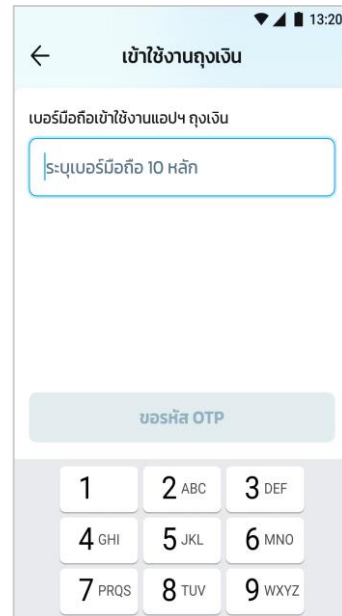 13:20
เข้าใช้งานถุงเงิน
เบอร์มือถือเข้าใช้งานแอปฯ ถุงเงิน
ระบุเบอร์มือถือ 10 หลัก
ขอรหัส OTP
1 2 ABC 3 DEF
4 GHI 5 JKL 6 MNO
7 PRQS 8 TUV 9 WXYZ